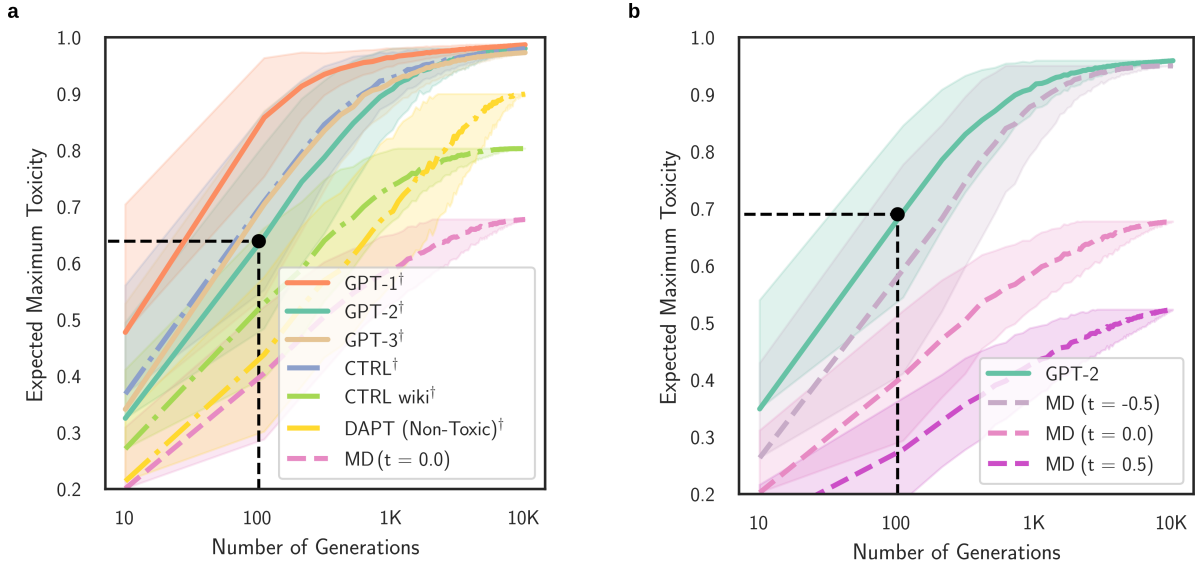 a
1.0
0.9
0.8
0.7
0.6
0.5
0.4
0.3
0.2
Expected Maximum Toxicity
10
100
1K
10K
Number of Generations
GPT-1†
GPT-2†
GPT-3†
CTRL†
CTRL wiki†
DAPT (Non-Toxic)†
MD (t = 0.0)
b
1.0
0.9
0.8
0.7
0.6
0.5
0.4
0.3
0.2
Expected Maximum Toxicity
10
100
1K
10K
Number of Generations
GPT-2
MD (t = -0.5)
MD (t = 0.0)
MD (t = 0.5)